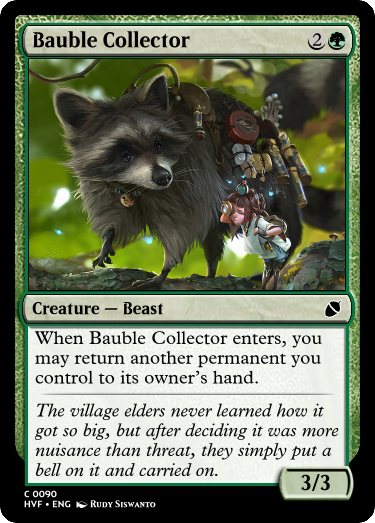 Bauble Collector 2
Creature — Beast
When Bauble Collector enters, you
may return another permanent you
control to its owner's hand.
The village elders never learned how it
got so big, but after deciding it was more
nuisance than threat, they simply put a
bell on it and carried on.
3/3
C 0090
HVF • ENG Rudy Siswanto